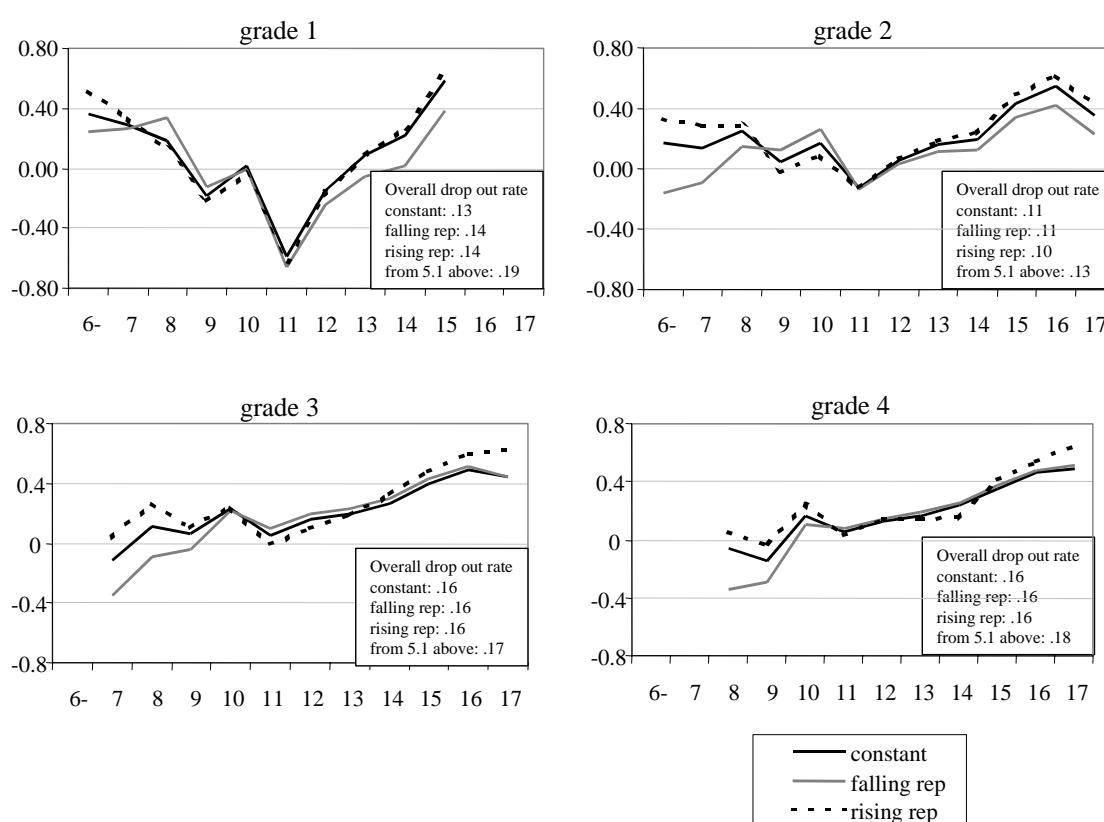 grade 1
0.80
0.40
0.00
-0.40
-0.80
Overall drop out rate
constant: .13
falling rep: .14
rising rep: .14
from 5.1 above: .19
6- 7 8 9 10 11 12 13 14 15 16 17
grade 2
0.80
0.40
0.00
-0.40
-0.80
Overall drop out rate
constant: .11
falling rep: .11
rising rep: .10
from 5.1 above: .13
6- 7 8 9 10 11 12 13 14 15 16 17
grade 3
0.8
0.4
0
-0.4
-0.8
Overall drop out rate
constant: .16
falling rep: .16
rising rep: .16
from 5.1 above: .17
6- 7 8 9 10 11 12 13 14 15 16 17
grade 4
0.8
0.4
0
-0.4
-0.8
Overall drop out rate
constant: .16
falling rep: .16
rising rep: .16
from 5.1 above: .18
6- 7 8 9 10 11 12 13 14 15 16 17
constant
falling rep
rising rep